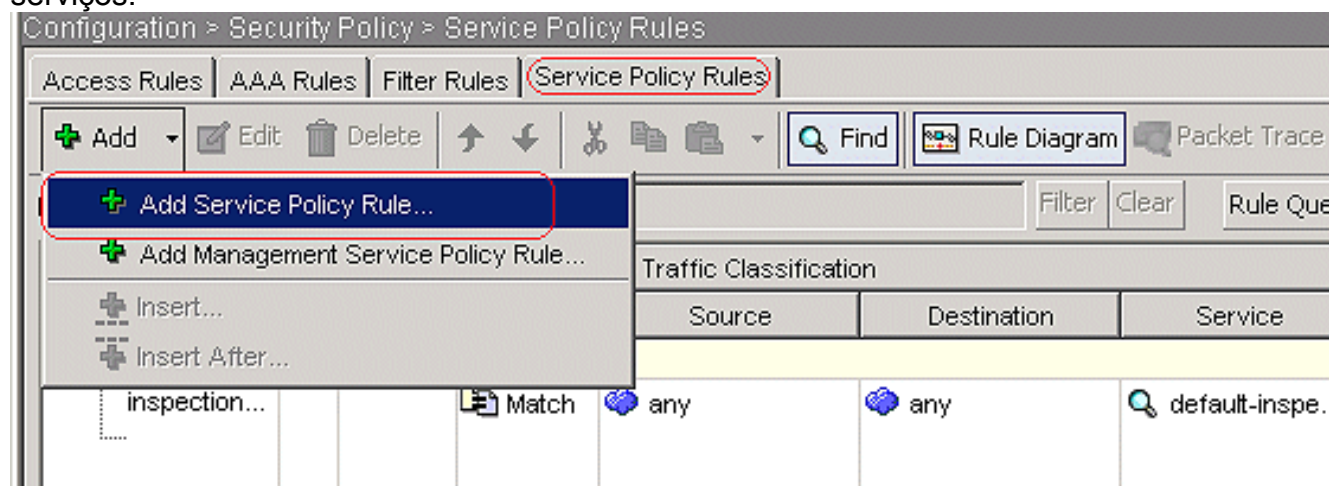 serviços.
Configuration > Security Policy > Service Policy Rules
Access Rules AAA Rules Filter Rules Service Policy Rules
Add Edit Delete Find Rule Diagram Packet Trace
Add Service Policy Rule... Filter Clear Rule Que
Add Management Service Policy Rule...
Traffic Classification
Insert...
Source Destination Service
Insert After...
inspection... Match any any default-inspe.